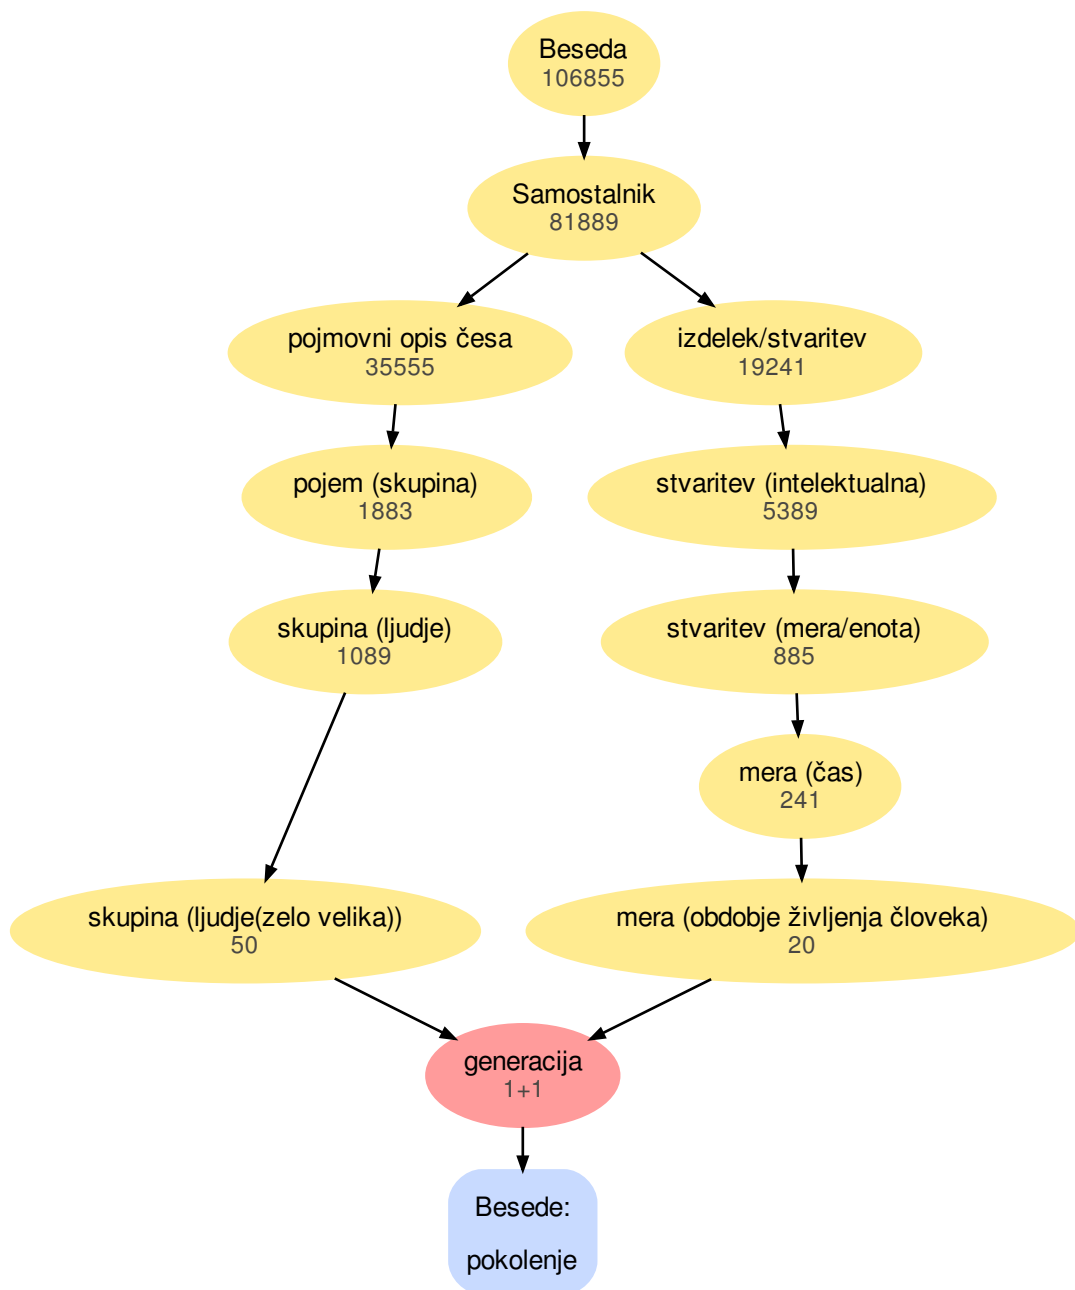 Beseda
106855
Samostalnik
81889
pojmovni opis česa
35555
izdelek/stvaritev
19241
pojem (skupina)
1883
stvaritev (intelektualna)
5389
skupina (ljudje)
1089
stvaritev (mera/enota)
885
mera (čas)
241
skupina (ljudje(zelo velika))
50
mera (obdobje življenja človeka)
20
generacija
1+1
Besede:
pokolenje